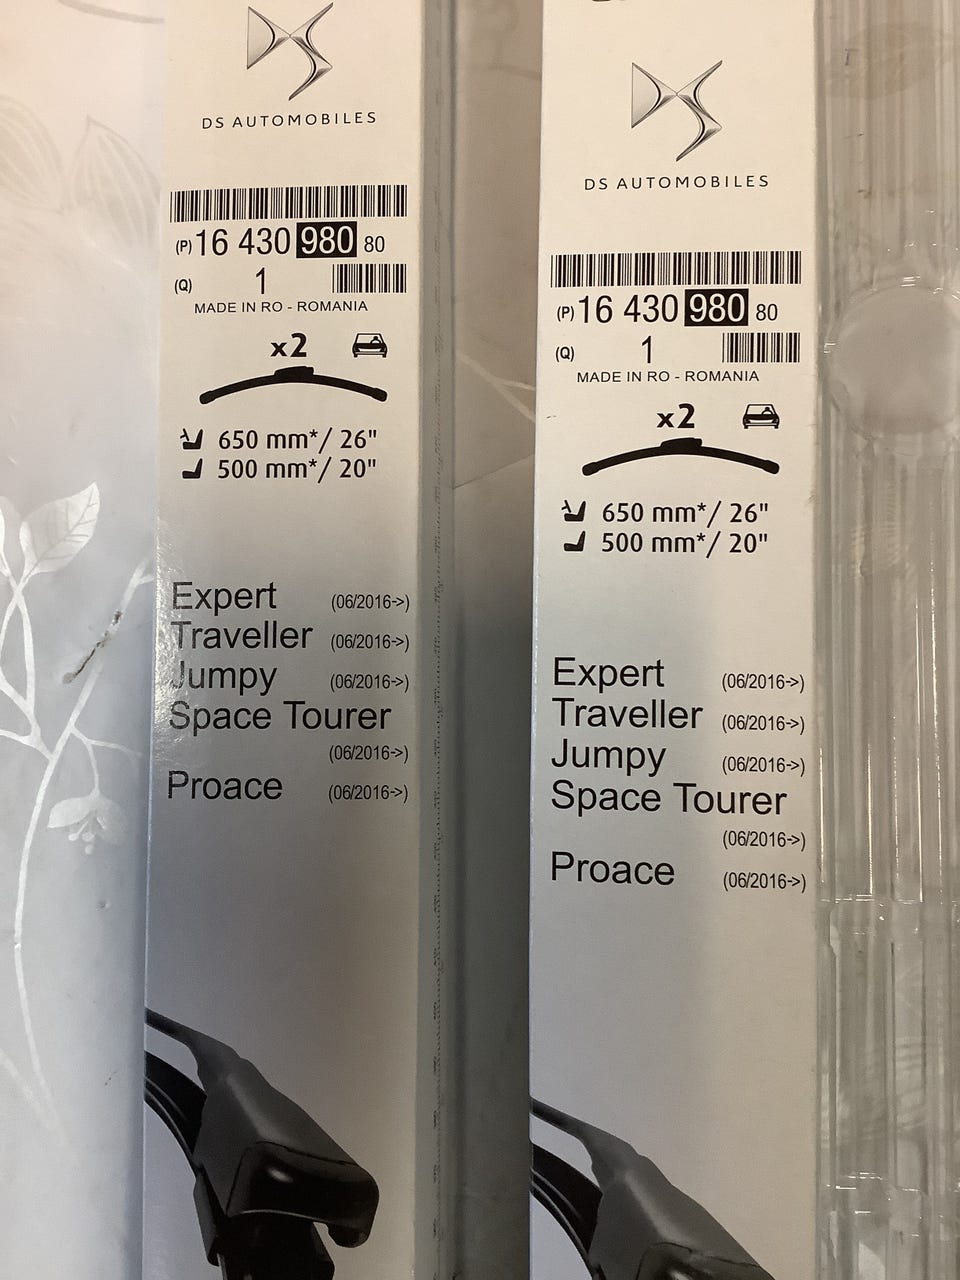 DS AUTOMOBILES
(P) 16 430 980 80
(Q) 1
MADE IN RO - ROMANIA
x2
650 mm*/ 26"
500 mm*/ 20"
Expert (06/2016->)
Traveller (06/2016->)
Jumpy (06/2016->)
Space Tourer
(06/2016->)
Proace (06/2016->)
DS AUTOMOBILES
(P) 16 430 980 80
(Q) 1
MADE IN RO - ROMANIA
x2
650 mm*/ 26"
500 mm*/ 20"
Expert (06/2016->)
Traveller (06/2016->)
Jumpy (06/2016->)
Space Tourer
(06/2016->)
Proace (06/2016->)